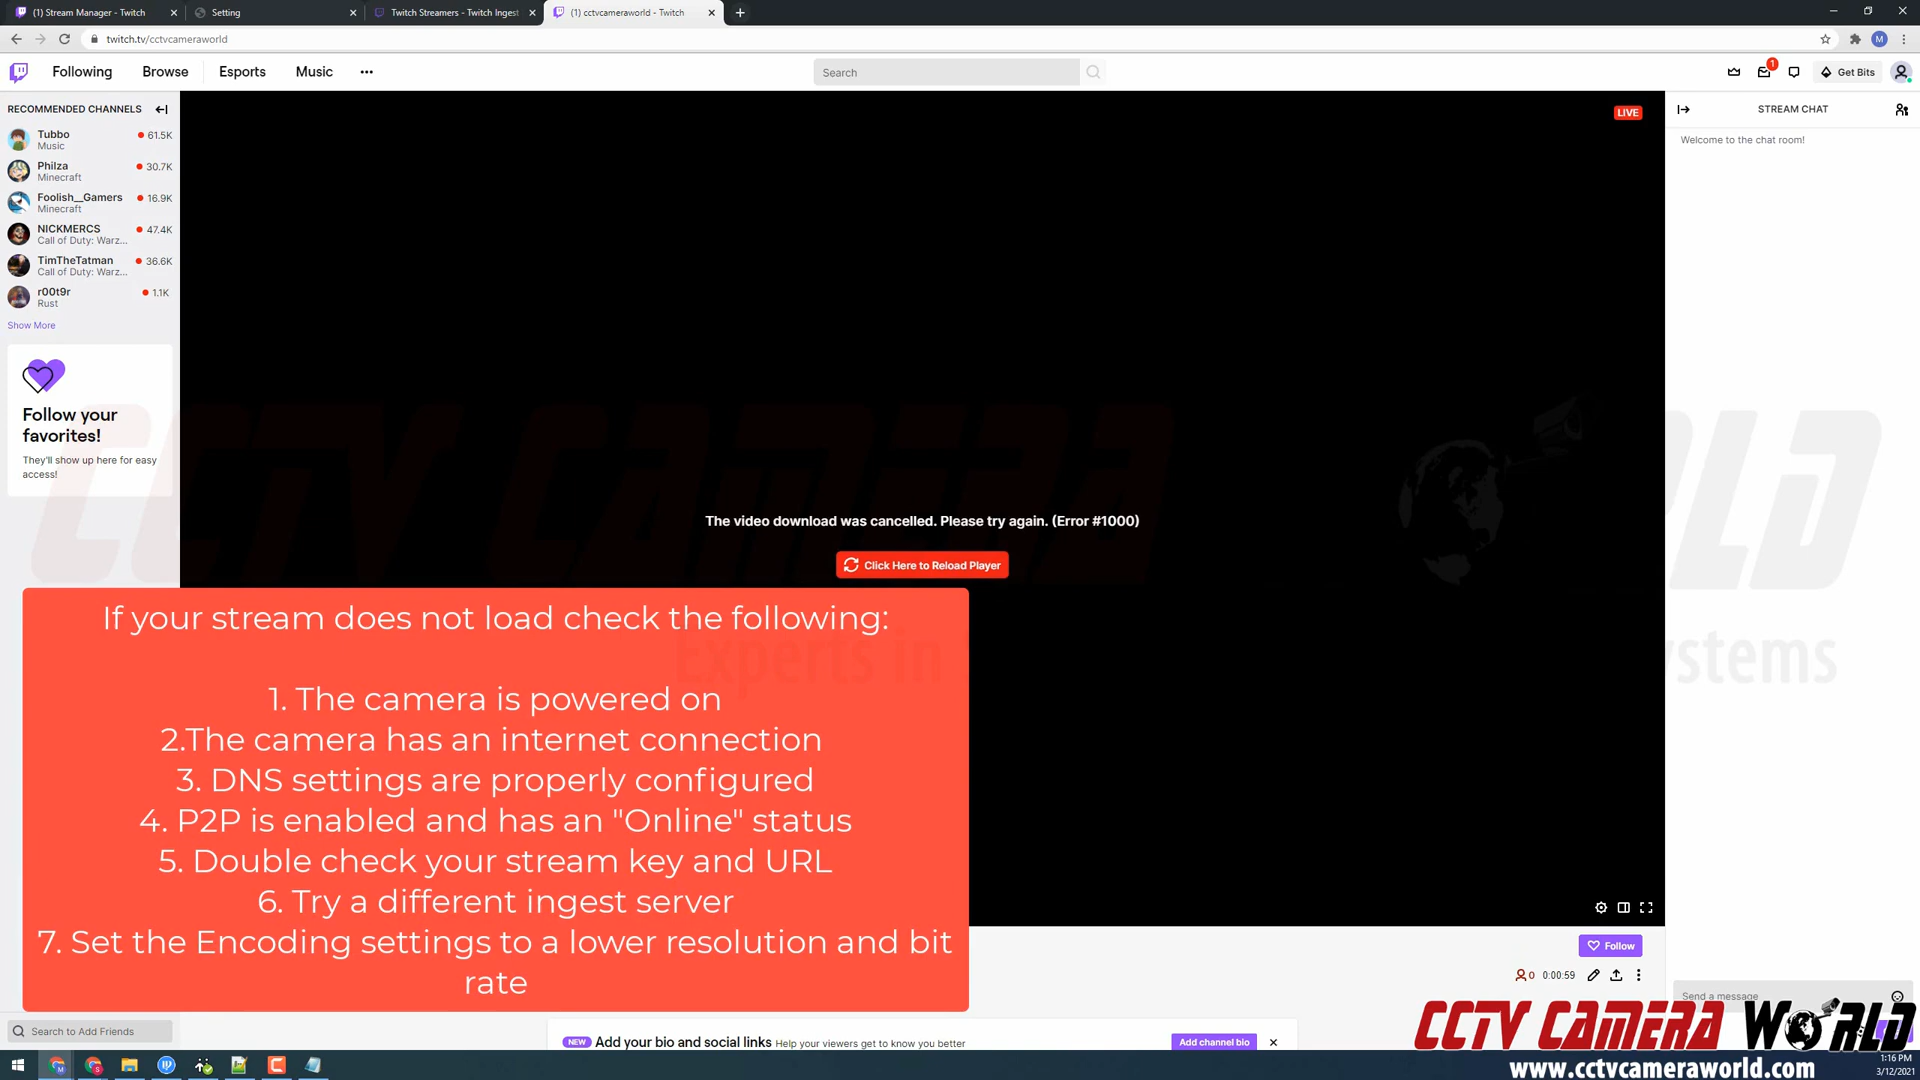 (1) Stream Manager - Twitch
Setting
Twitch Streamers - Twitch Ingest
(1) cctvcameraworld - Twitch
twitch.tv/cctvcameraworld
M
Following
Browse
Esports
Music
Search
1
Get Bits
RECOMMENDED CHANNELS
Tubbo
61.5K
Music
Philza
30.7K
Minecraft
Foolish__Gamers
16.9K
Minecraft
NICKMERCS
47.4K
Call of Duty: Warz...
TimTheTatman
36.6K
Call of Duty: Warz...
r00t9r
1.1K
Rust
Show More
Follow your
favorites!
They'll show up here for easy
access!
LIVE
STREAM CHAT
Welcome to the chat room!
CCTV CAMERA
The video download was cancelled. Please try again. (Error #1000)
Click Here to Reload Player
Experts in
If your stream does not load check the following:
1. The camera is powered on
2.The camera has an internet connection
3. DNS settings are properly configured
4. P2P is enabled and has an "Online" status
5. Double check your stream key and URL
6. Try a different ingest server
7. Set the Encoding settings to a lower resolution and bit
rate
Follow
0
0:00:59
Send a message
Search to Add Friends
NEW
Add your bio and social links
Help your viewers get to know you better
Add channel bio
CCTV CAMERA WORLD
www.cctvcameraworld.com
1:16 PM
3/12/2021